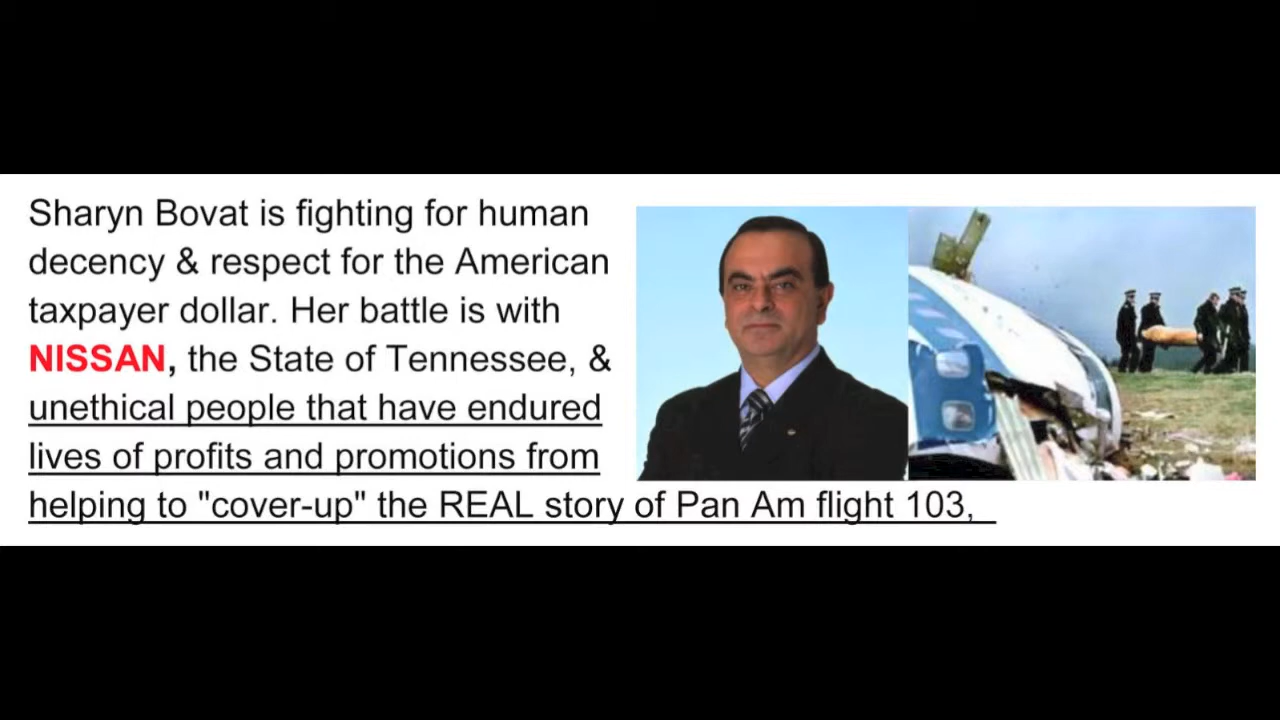 Sharyn Bovat is fighting for human
decency & respect for the American
taxpayer dollar. Her battle is with
NISSAN, the State of Tennessee, &
unethical people that have endured
lives of profits and promotions from
helping to "cover-up" the REAL story of Pan Am flight 103,